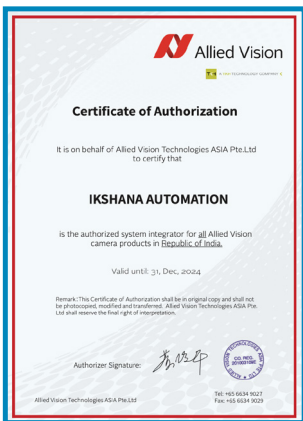 Allied Vision
A TKH TECHNOLOGY COMPANY
Certificate of Authorization
It is on behalf of Allied Vision Technologies ASIA Pte.Ltd
to certify that
IKSHANA AUTOMATION
is the authorized system integrator for all Allied Vision
camera products in Republic of India.
Valid until: 31, Dec, 2024
Remark: This Certificate of Authorization shall be in original copy and shall not
be photocopied, modified and transferred. Allied Vision Technologies ASIA Pte.
Ltd shall reserve the final right of interpretation.
Authorizer Signature:
CO. REG.
Allied Vision Technologies ASIA Pte.Ltd
Tel: +65 6634 9027
Fax: +65 6634 9029